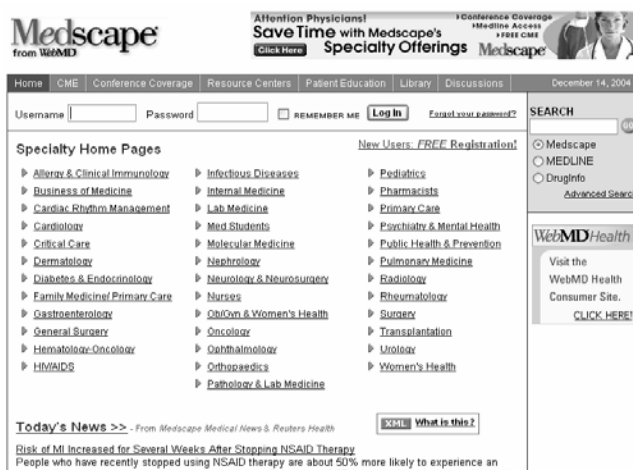 Medscape®
from WebMD
Attention Physicians!
Save Time with Medscape's
Click Here Specialty Offerings
Conference Coverage
Medline Access
FREE CME
Medscape
Home CME Conference Coverage Resource Centers Patient Education Library Discussions December 14, 2004
Username Password REMEMBER ME Log In Forgot your password?
Specialty Home Pages
New Users: FREE Registration!
Allergy & Clinical Immunology
Business of Medicine
Cardiac Rhythm Management
Cardiology
Critical Care
Dermatology
Diabetes & Endocrinology
Family Medicine/ Primary Care
Gastroenterology
General Surgery
Hematology-Oncology
HIV/AIDS
Infectious Diseases
Internal Medicine
Lab Medicine
Med Students
Molecular Medicine
Nephrology
Neurology & Neurosurgery
Nurses
Ob/Gyn & Women's Health
Oncology
Ophthalmology
Orthopaedics
Pathology & Lab Medicine
Pediatrics
Pharmacists
Primary Care
Psychiatry & Mental Health
Public Health & Prevention
Pulmonary Medicine
Radiology
Rheumatology
Surgery
Transplantation
Urology
Women's Health
SEARCH
GO
Medscape
MEDLINE
DrugInfo
Advanced Searc
WebMD Health
Visit the
WebMD Health
Consumer Site.
CLICK HERE!
Today's News >> - From Medscape Medical News & Reuters Health
XML What is this?
Risk of MI Increased for Several Weeks After Stopping NSAID Therapy
People who have recently stopped using NSAID therapy are about 50% more likely to experience an